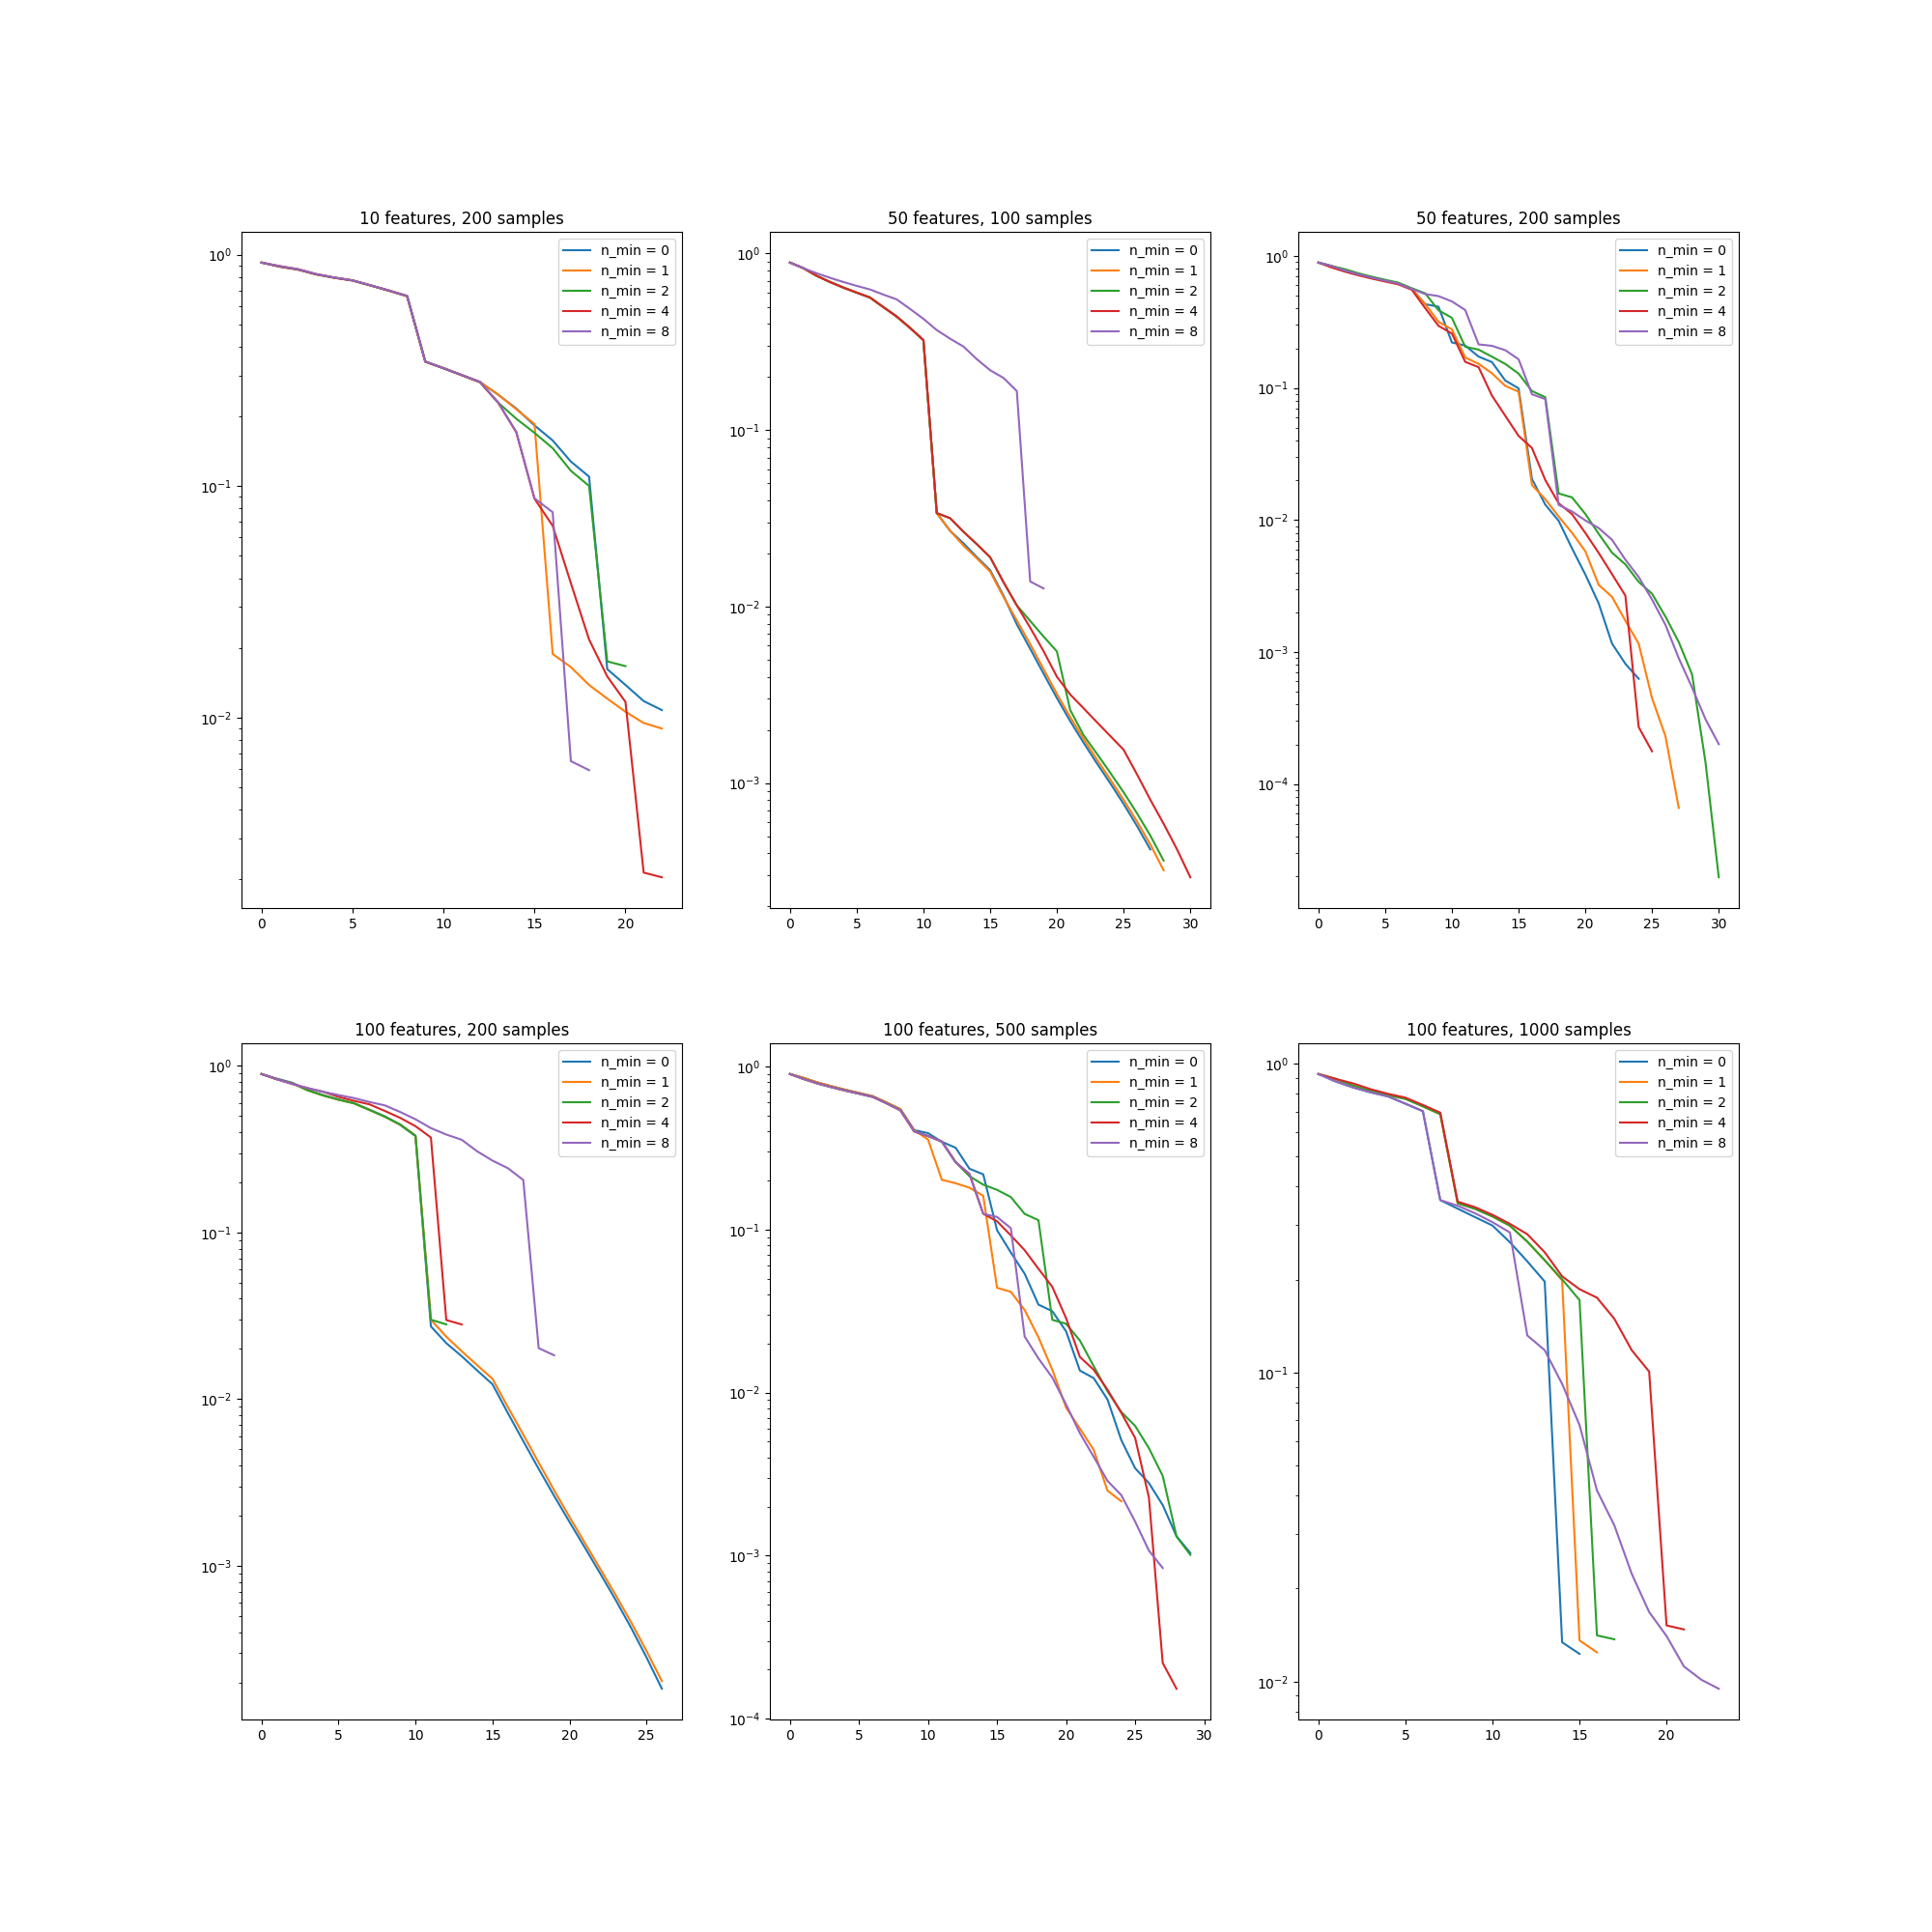 10 features, 200 samples
10^0
10^-1
10^-2
0 5 10 15 20
n_min = 0
n_min = 1
n_min = 2
n_min = 4
n_min = 8
50 features, 100 samples
10^0
10^-1
10^-2
10^-3
0 5 10 15 20 25 30
n_min = 0
n_min = 1
n_min = 2
n_min = 4
n_min = 8
50 features, 200 samples
10^0
10^-1
10^-2
10^-3
10^-4
0 5 10 15 20 25 30
n_min = 0
n_min = 1
n_min = 2
n_min = 4
n_min = 8
100 features, 200 samples
10^0
10^-1
10^-2
10^-3
0 5 10 15 20 25
n_min = 0
n_min = 1
n_min = 2
n_min = 4
n_min = 8
100 features, 500 samples
10^0
10^-1
10^-2
10^-3
10^-4
0 5 10 15 20 25 30
n_min = 0
n_min = 1
n_min = 2
n_min = 4
n_min = 8
100 features, 1000 samples
10^0
10^-1
10^-2
0 5 10 15 20
n_min = 0
n_min = 1
n_min = 2
n_min = 4
n_min = 8